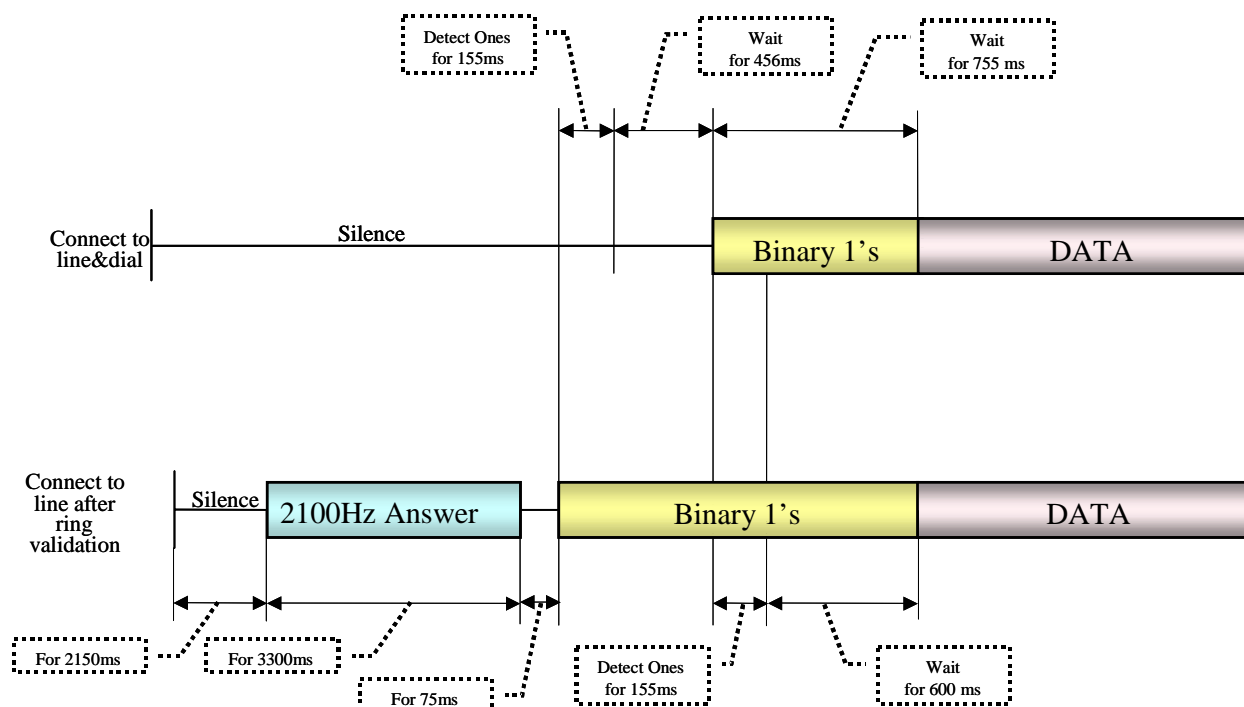 Detect Ones
for 155ms
Wait
for 456ms
Wait
for 755 ms
Connect to
line&dial
Silence
Binary 1’s
DATA
Connect to
line after
ring
validation
Silence
2100Hz Answer
Binary 1’s
DATA
For 2150ms
For 3300ms
For 75ms
Detect Ones
for 155ms
Wait
for 600 ms